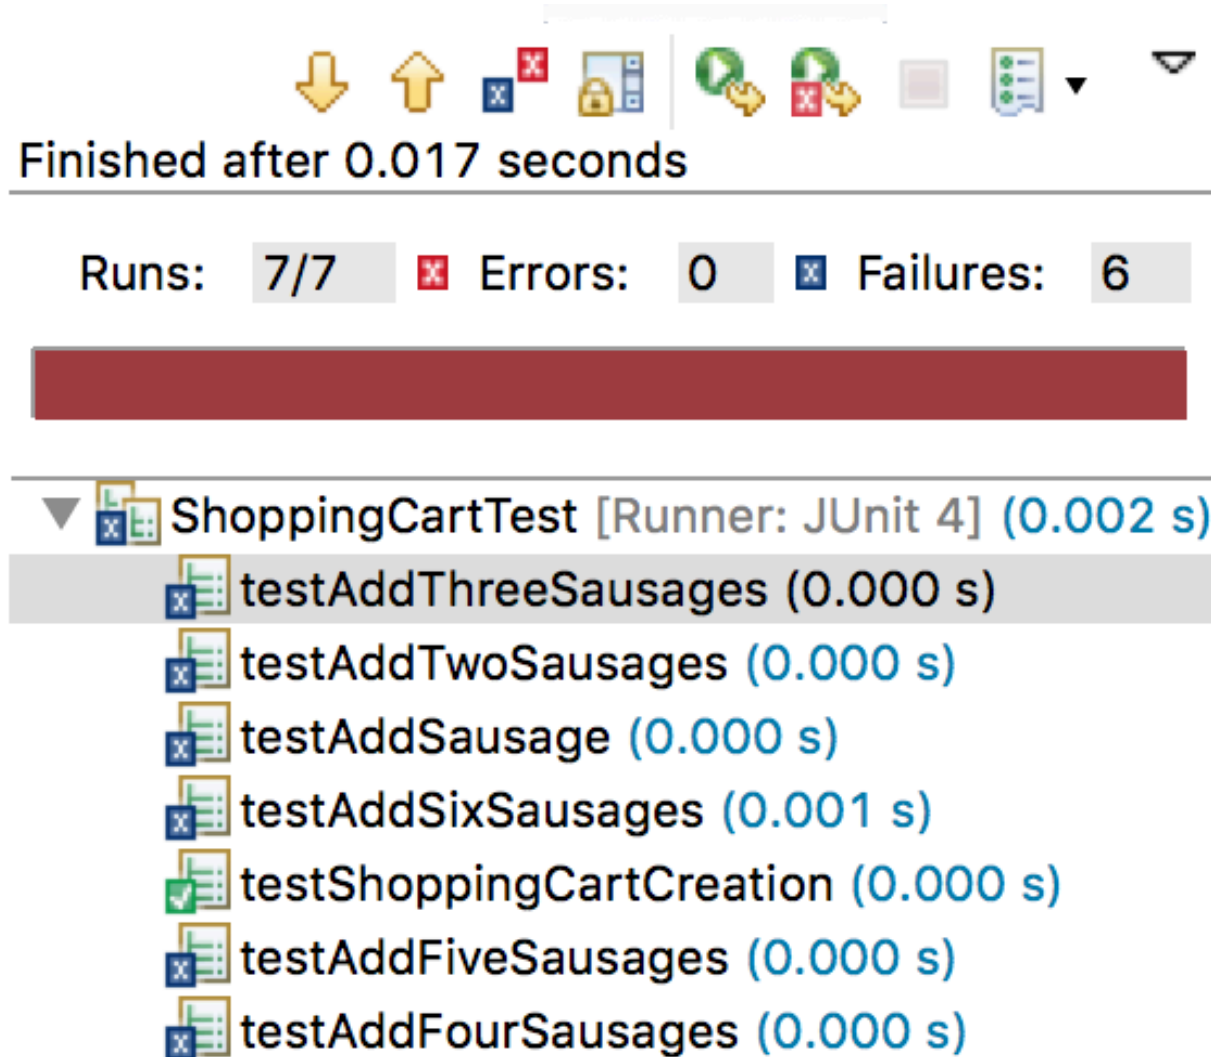 Finished after 0.017 seconds
Runs: 7/7 Errors: 0 Failures: 6
ShoppingCartTest [Runner: JUnit 4] (0.002 s)
testAddThreeSausages (0.000 s)
testAddTwoSausages (0.000 s)
testAddSausage (0.000 s)
testAddSixSausages (0.001 s)
testShoppingCartCreation (0.000 s)
testAddFiveSausages (0.000 s)
testAddFourSausages (0.000 s)